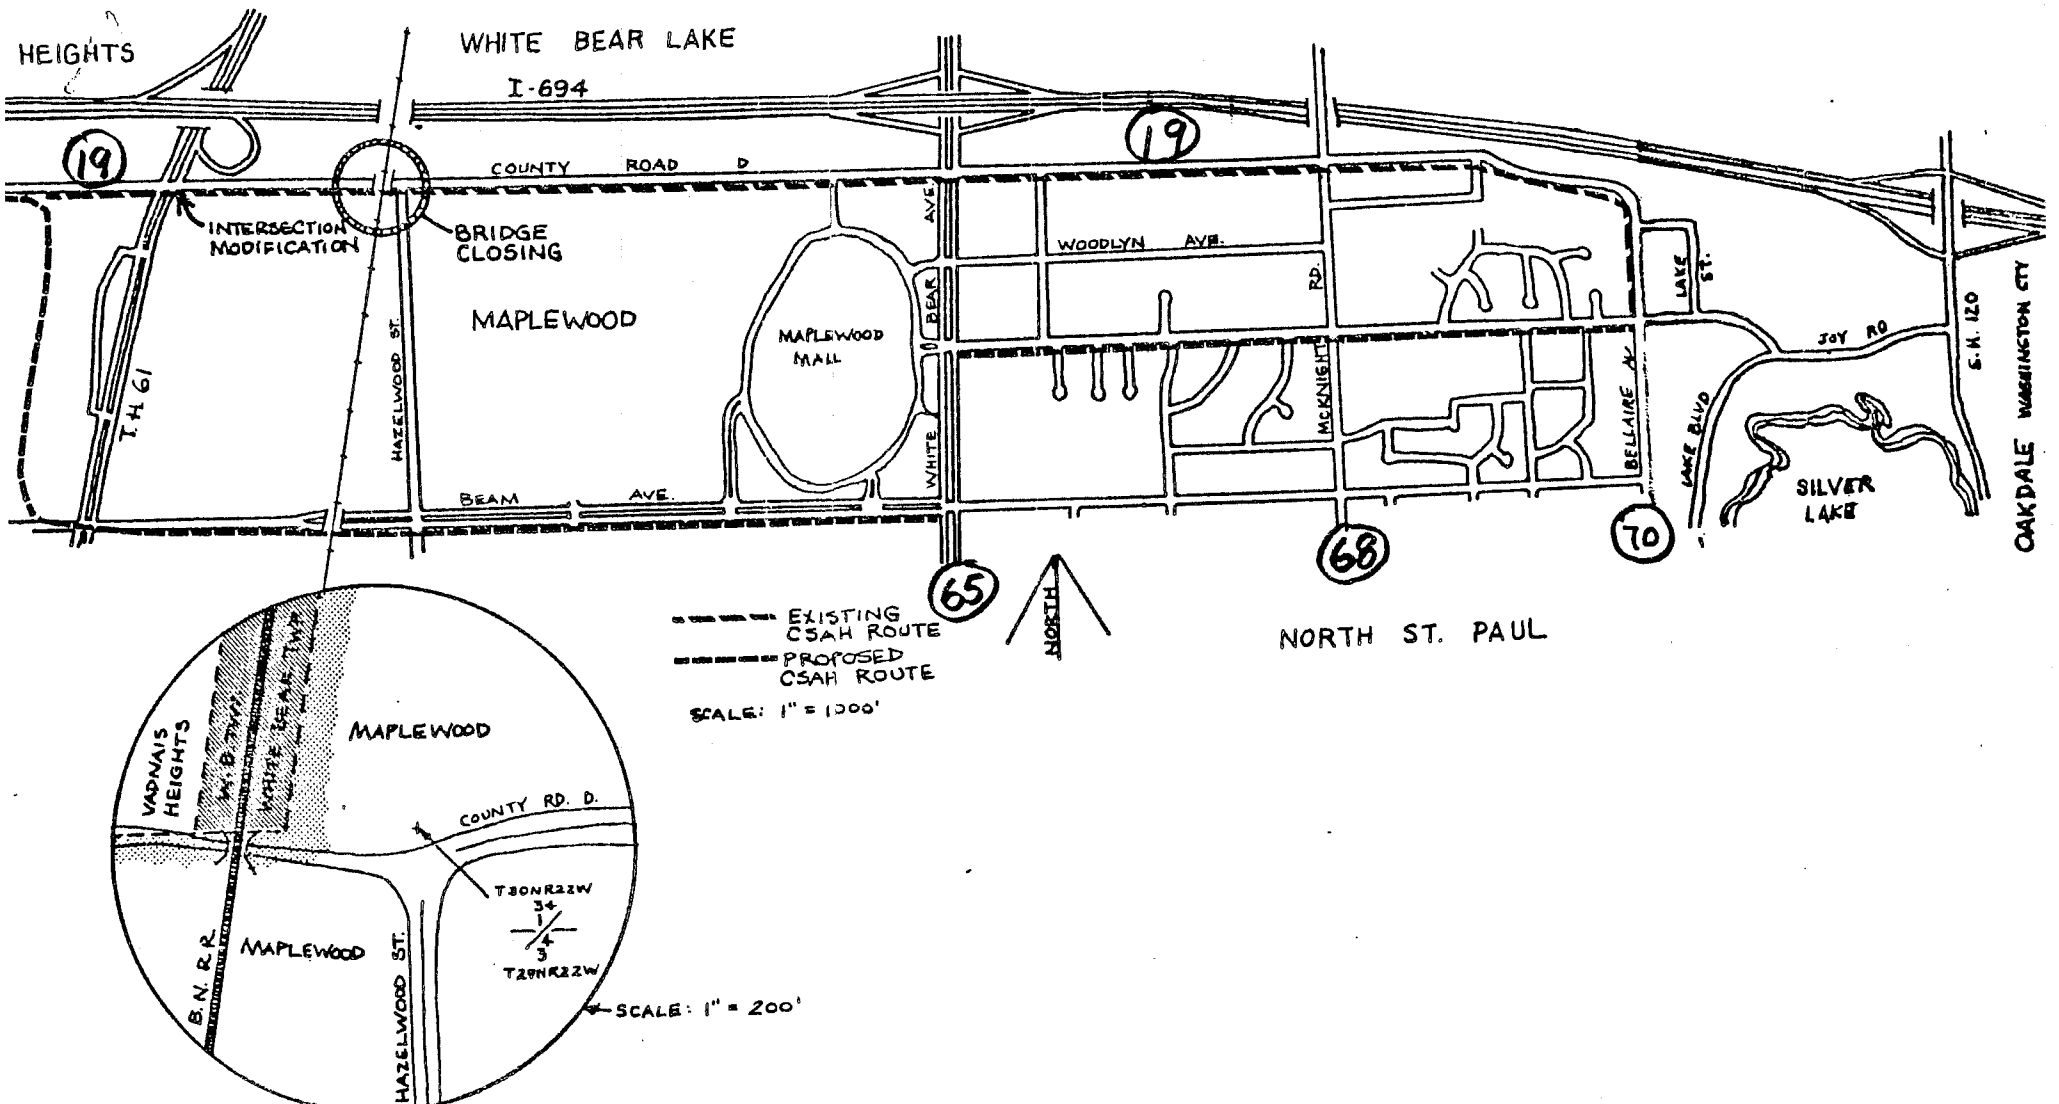 HEIGHTS
WHITE BEAR LAKE
I-694
19
19
COUNTY ROAD D
INTERSECTION
MODIFICATION
BRIDGE
CLOSING
WOODLYN AVE.
LAKE ST.
MAPLEWOOD
MAPLEWOOD
MALL
WHITE BEAR AVE.
MCKNIGHT RD.
JOY RD
S.H. 120
OAKDALE WASHINGTON CTY
T.H. 61
HAZELWOOD ST.
BELLAIRE AV
LAKE BLVD
SILVER
LAKE
BEAM AVE.
65
68
70
NORTH
EXISTING
CSAH ROUTE
PROPOSED
CSAH ROUTE
SCALE: 1" = 1000'
NORTH ST. PAUL
VADNAIS
HEIGHTS
W.B. TWP.
WHITE BEAR TWP
MAPLEWOOD
COUNTY RD. D.
T30NR22W
34
1
4
3
T29NR22W
MAPLEWOOD
B.N.R.R.
HAZELWOOD ST.
SCALE: 1" = 200'